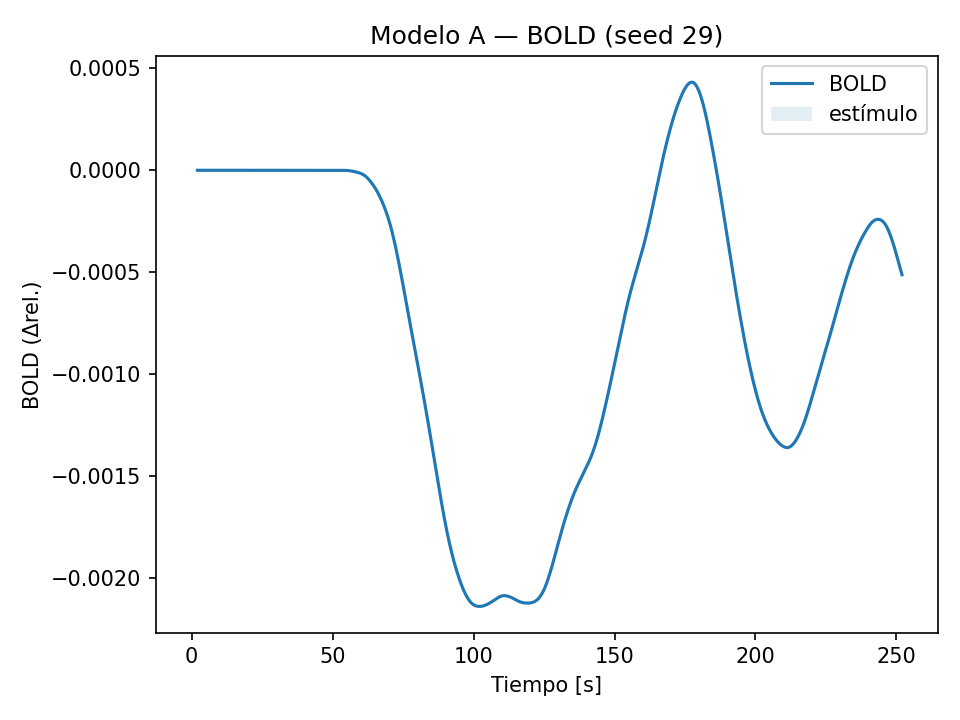 Modelo A — BOLD (seed 29)
BOLD
estímulo
BOLD (Δrel.)
0.0005
0.0000
−0.0005
−0.0010
−0.0015
−0.0020
0 50 100 150 200 250
Tiempo [s]